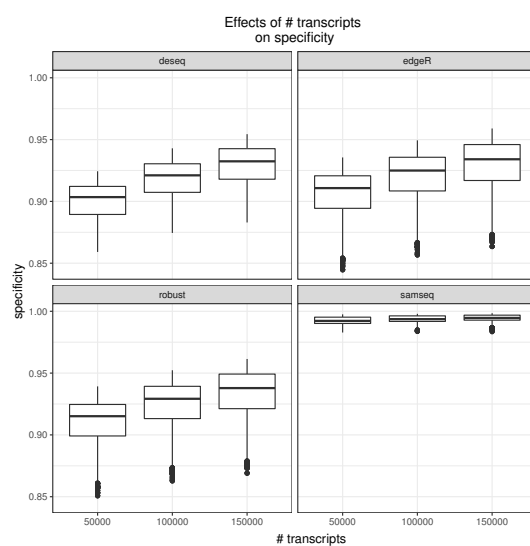 Effects of # transcripts
on specificity
deseq
edgeR
1.00
0.95
0.90
0.85
robust
samseq
1.00
0.95
0.90
0.85
specificity
50000 100000 150000 50000 100000 150000
# transcripts